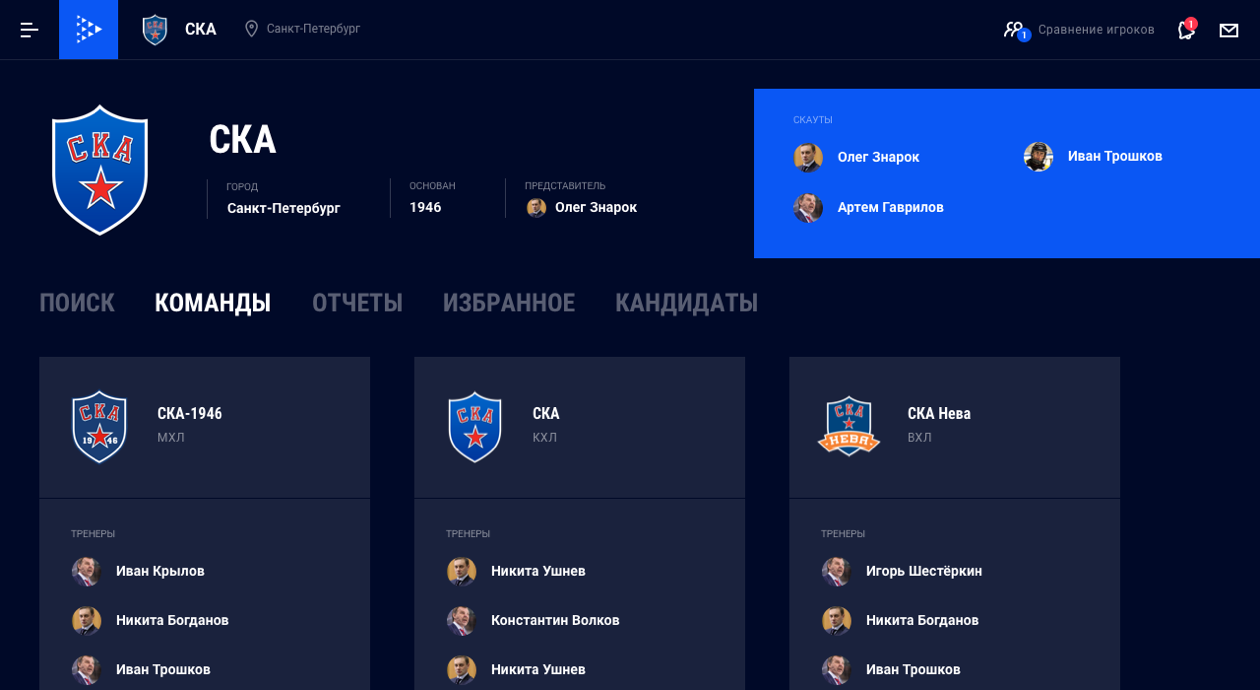 СКА
Санкт-Петербург
1
Сравнение игроков
1
СКА
СКА
ГОРОД
Санкт-Петербург
ОСНОВАН
1946
ПРЕДСТАВИТЕЛЬ
Олег Знарок
СКАУТЫ
Олег Знарок
Иван Трошков
Артем Гаврилов
ПОИСК КОМАНДЫ ОТЧЕТЫ ИЗБРАННОЕ КАНДИДАТЫ
СКА
1946
СКА-1946
МХЛ
СКА
СКА
КХЛ
СКА
НЕВА
СКА Нева
ВХЛ
ТРЕНЕРЫ
Иван Крылов
Никита Богданов
Иван Трошков
ТРЕНЕРЫ
Никита Ушнев
Константин Волков
Никита Ушнев
ТРЕНЕРЫ
Игорь Шестёркин
Никита Богданов
Иван Трошков